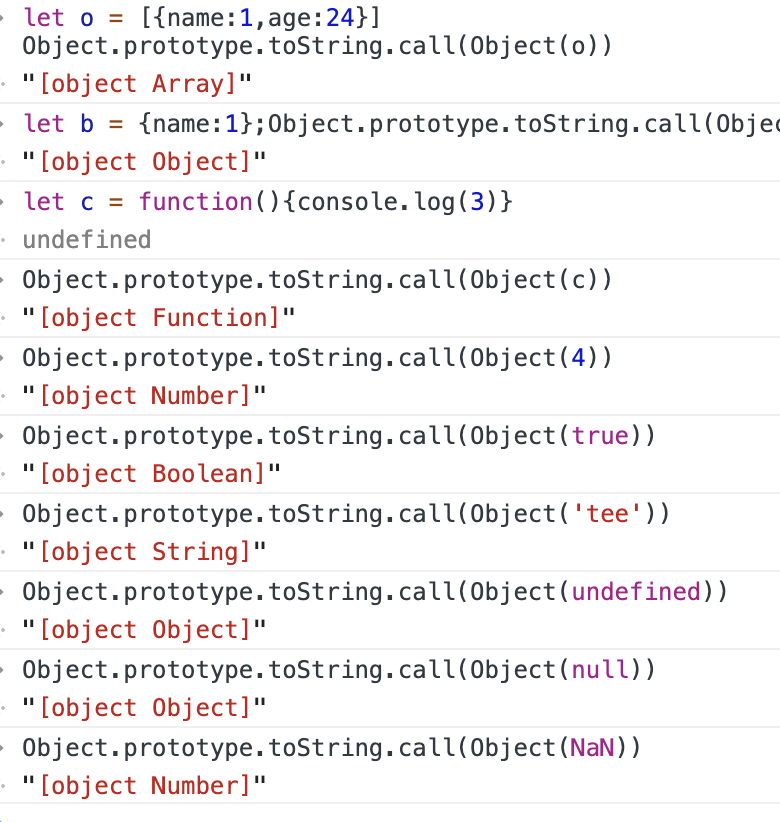 let o = [{name:1,age:24}]
Object.prototype.toString.call(Object(o))
"[object Array]"
let b = {name:1};Object.prototype.toString.call(Objec
"[object Object]"
let c = function(){console.log(3)}
undefined
Object.prototype.toString.call(Object(c))
"[object Function]"
Object.prototype.toString.call(Object(4))
"[object Number]"
Object.prototype.toString.call(Object(true))
"[object Boolean]"
Object.prototype.toString.call(Object('tee'))
"[object String]"
Object.prototype.toString.call(Object(undefined))
"[object Object]"
Object.prototype.toString.call(Object(null))
"[object Object]"
Object.prototype.toString.call(Object(NaN))
"[object Number]"